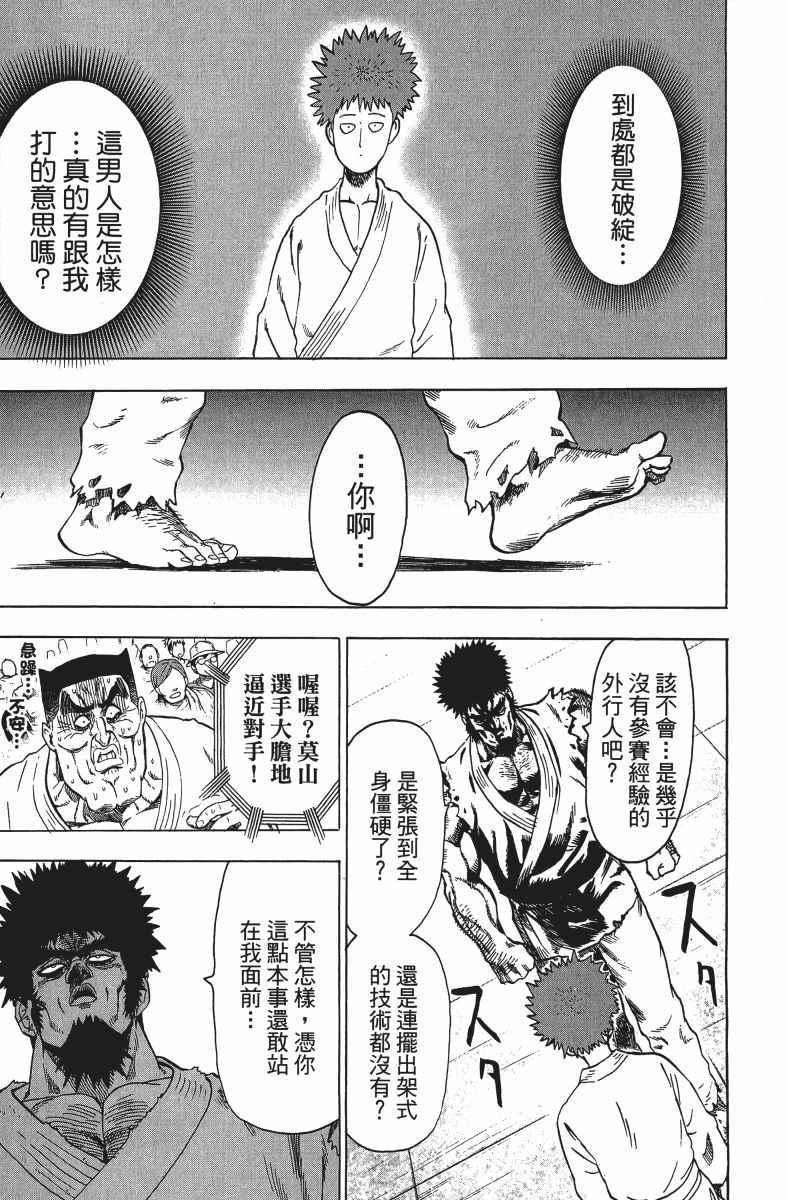 到處都是破綻…
這男人是怎樣
…真的有跟我
打的意思嗎？
…你啊…
該不會…是幾乎
沒有參賽經驗的
外行人吧？
是緊張到全
身僵硬了？
還是連擺出架式
的技術都沒有？
スタ
スタ
喔喔？莫山
選手大膽地
逼近對手！
急躁…
不安…
不管怎樣，憑你
這點本事還敢站
在我面前…